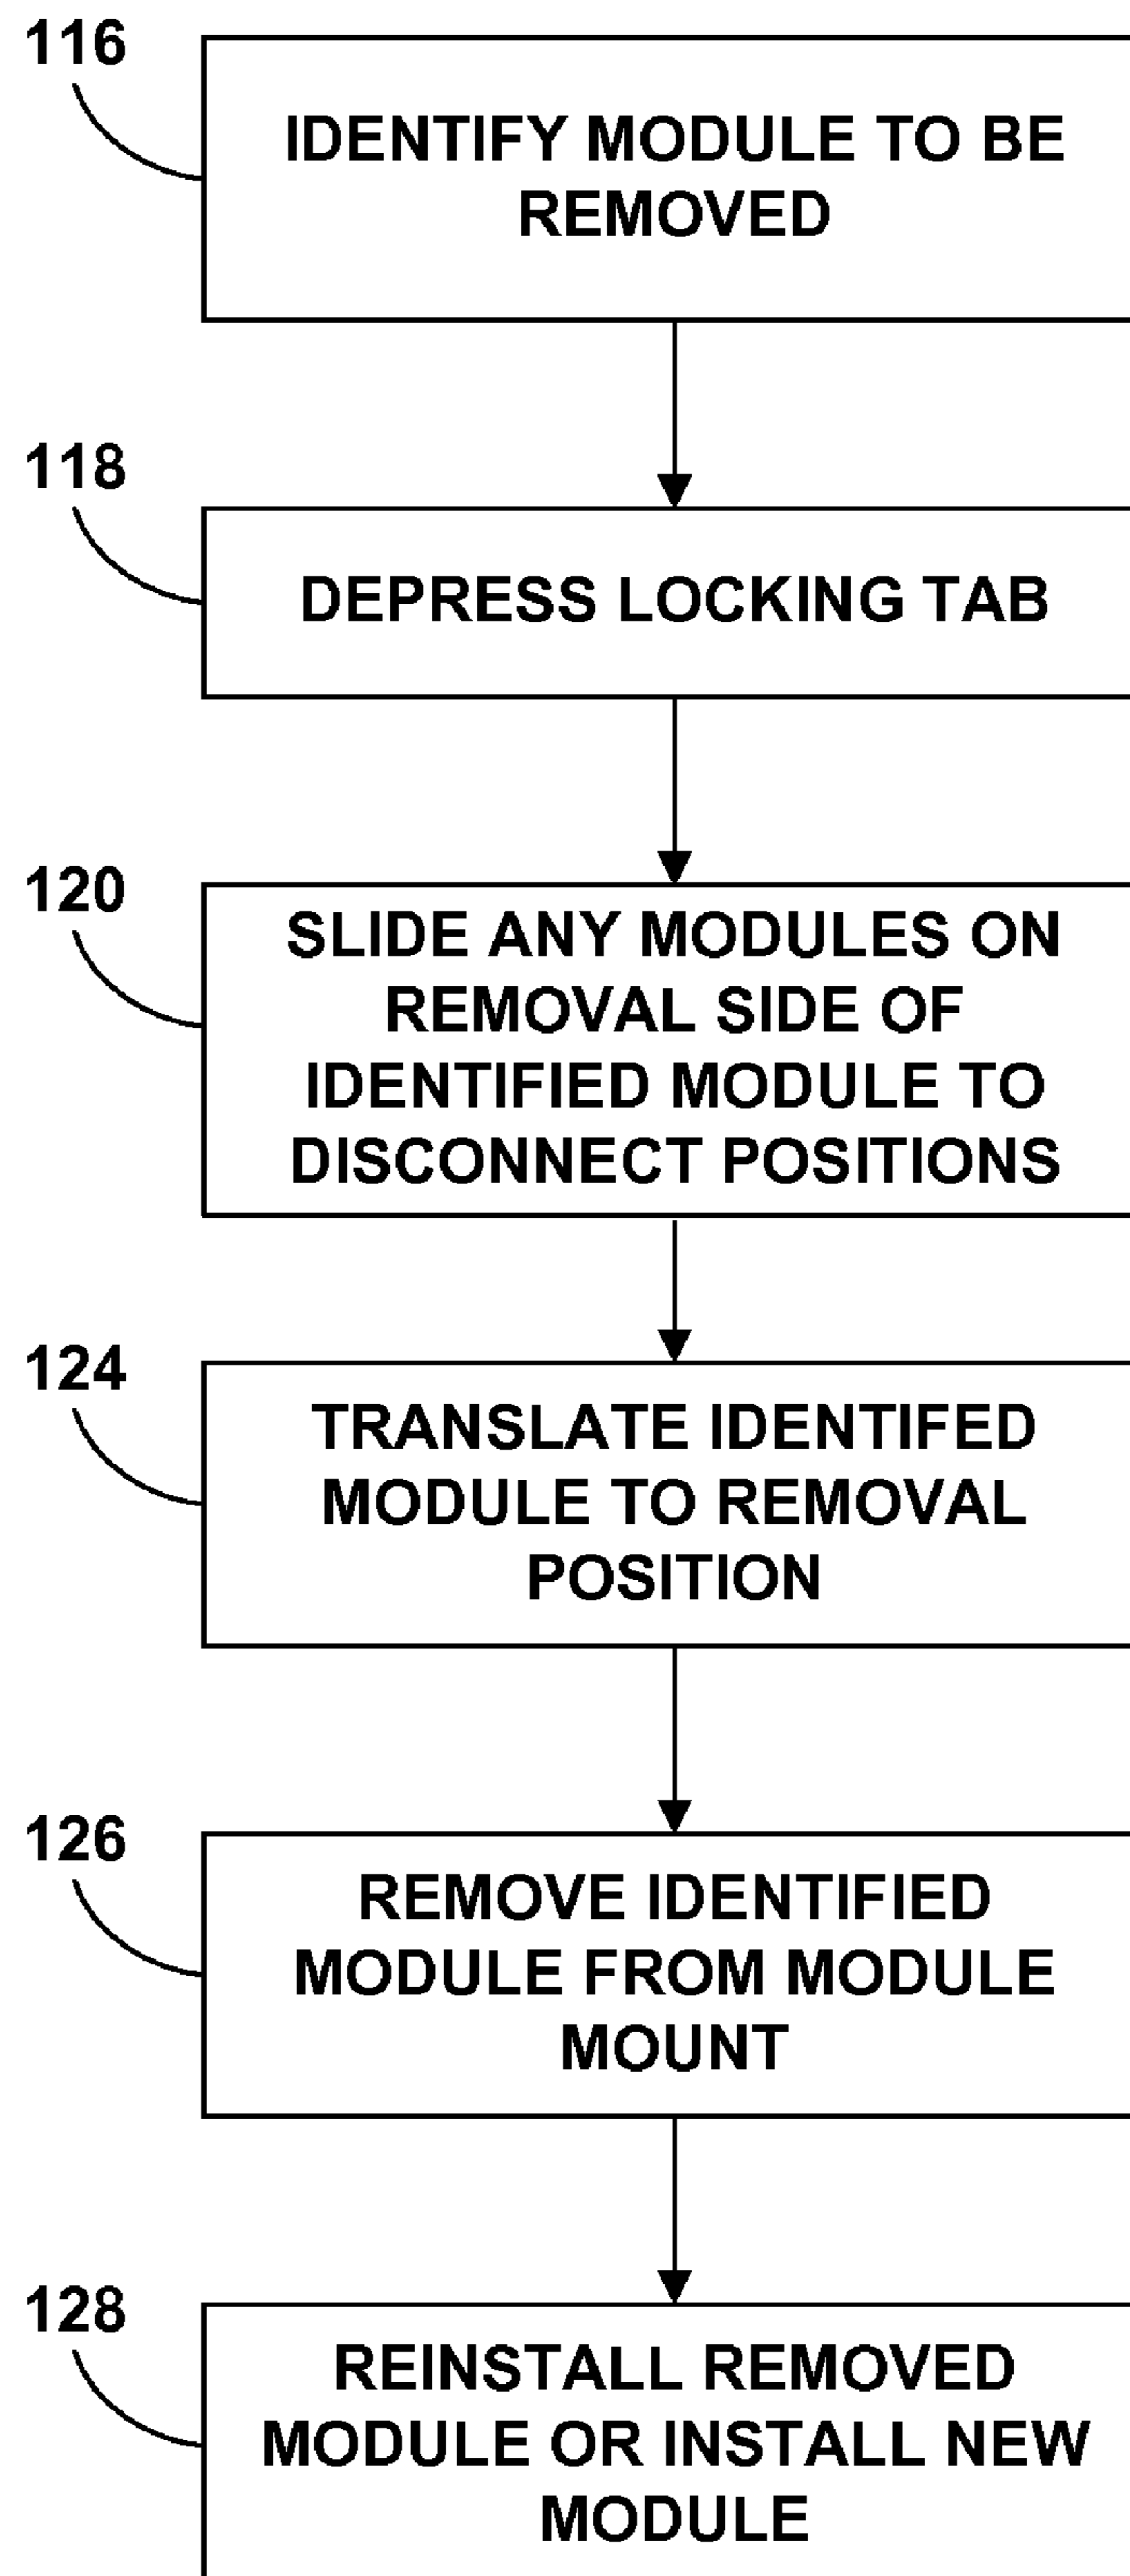 116
IDENTIFY MODULE TO BE
REMOVED
118
DEPRESS LOCKING TAB
120
SLIDE ANY MODULES ON
REMOVAL SIDE OF
IDENTIFIED MODULE TO
DISCONNECT POSITIONS
124
TRANSLATE IDENTIFED
MODULE TO REMOVAL
POSITION
126
REMOVE IDENTIFIED
MODULE FROM MODULE
MOUNT
128
REINSTALL REMOVED
MODULE OR INSTALL NEW
MODULE